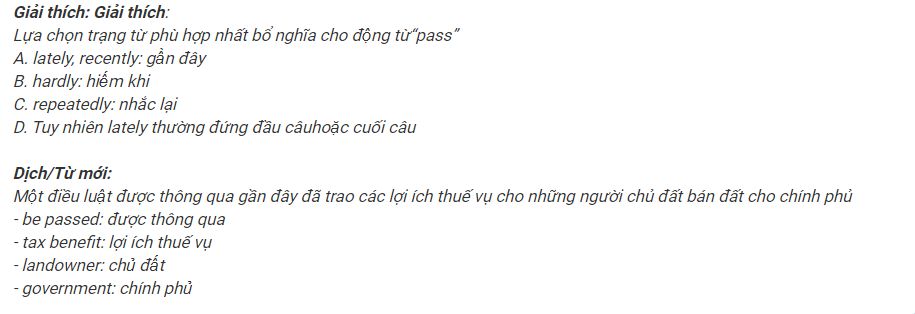 Giải thích: Giải thích:
Lựa chọn trạng từ phù hợp nhất bổ nghĩa cho động từ“pass”
A. lately, recently: gần đây
B. hardly: hiếm khi
C. repeatedly: nhắc lại
D. Tuy nhiên lately thường đứng đầu câuhoặc cuối câu
Dịch/Từ mới:
Một điều luật được thông qua gần đây đã trao các lợi ích thuế vụ cho những người chủ đất bán đất cho chính phủ
- be passed: được thông qua
- tax benefit: lợi ích thuế vụ
- landowner: chủ đất
- government: chính phủ